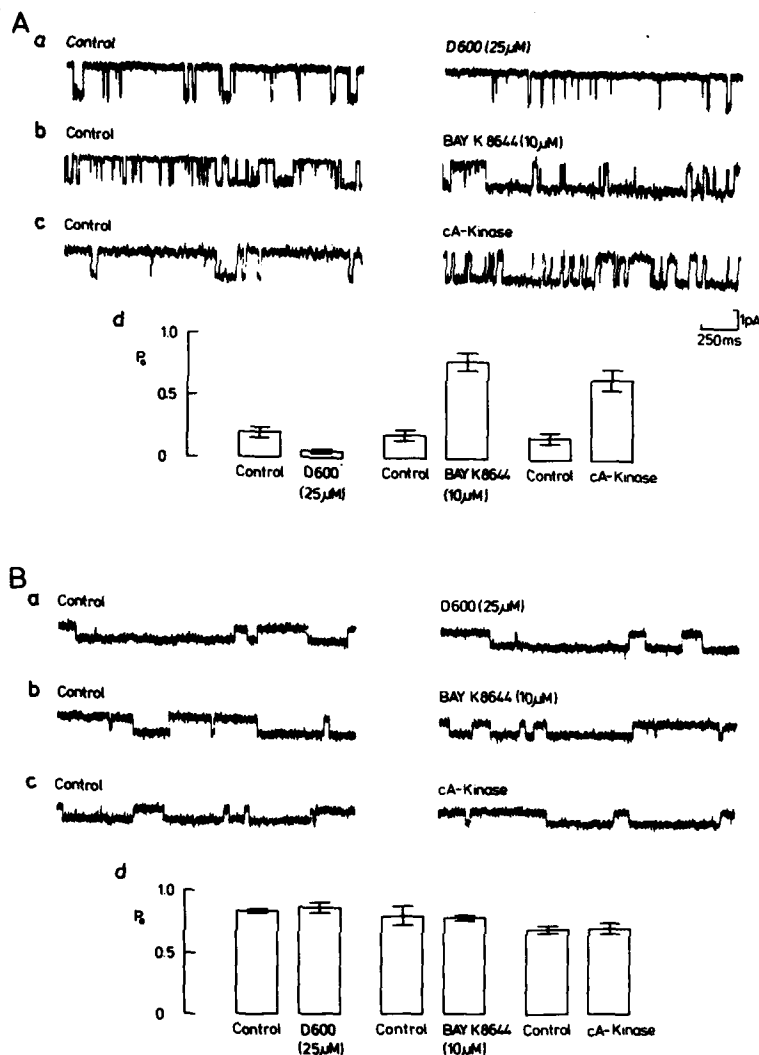 A
a Control D600 (25µM)
b Control BAY K 8644 (10µM)
c Control cA-Kinase
1pA
250ms
d
1.0
Po
0.5
0
Control D600 (25µM) Control BAY K8644 (10µM) Control cA-Kinase
B
a Control D600 (25µM)
b Control BAY K 8644 (10µM)
c Control cA-Kinase
d
1.0
Po
0.5
0
Control D600 (25µM) Control BAY K8644 (10µM) Control cA-Kinase